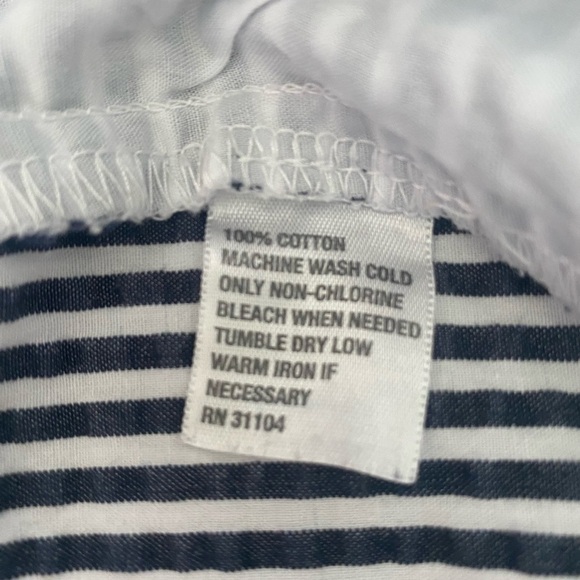 100% COTTON
MACHINE WASH COLD
ONLY NON-CHLORINE
BLEACH WHEN NEEDED
TUMBLE DRY LOW
WARM IRON IF
NECESSARY
RN 31104